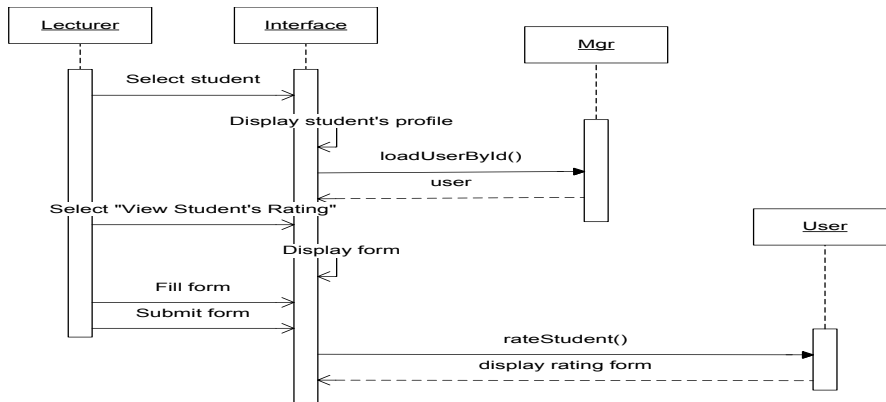 Lecturer
Interface
Mgr
Select student
Display student's profile
loadUserById()
user
Select "View Student's Rating"
User
Display form
Fill form
Submit form
rateStudent()
display rating form